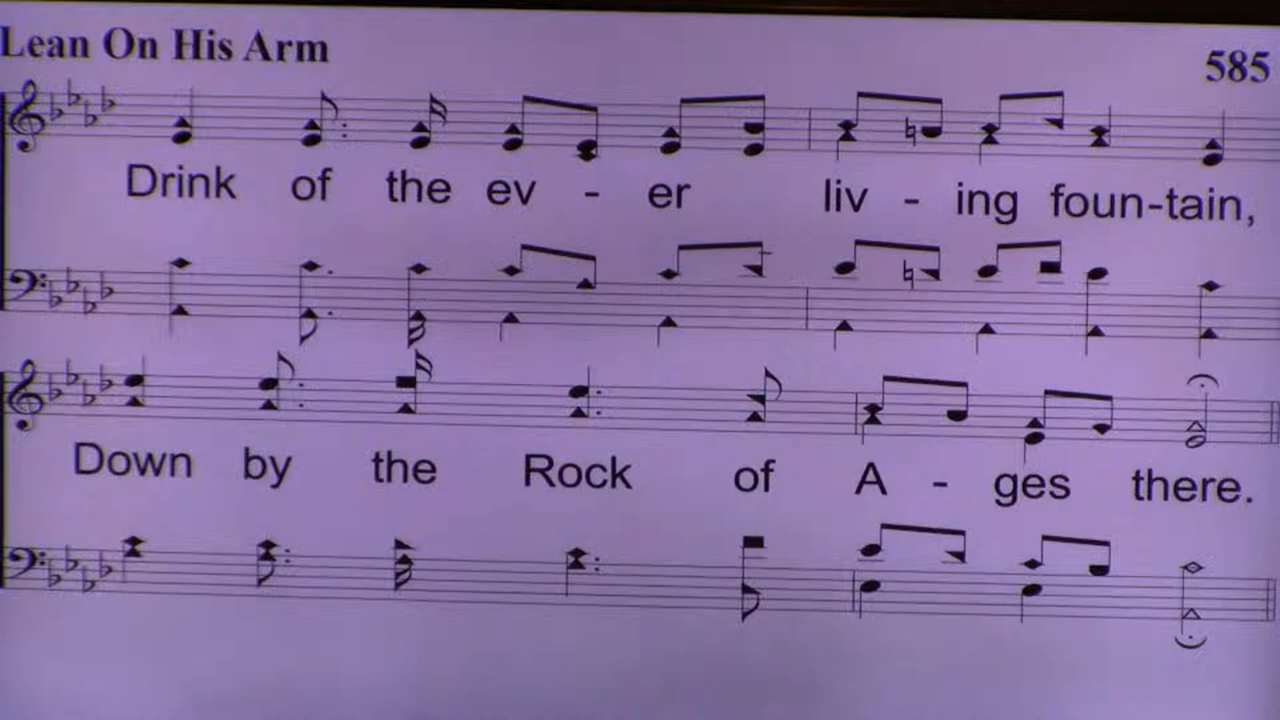 Lean On His Arm 585
Drink of the ev - er liv - ing foun-tain,
Down by the Rock of A - ges there.